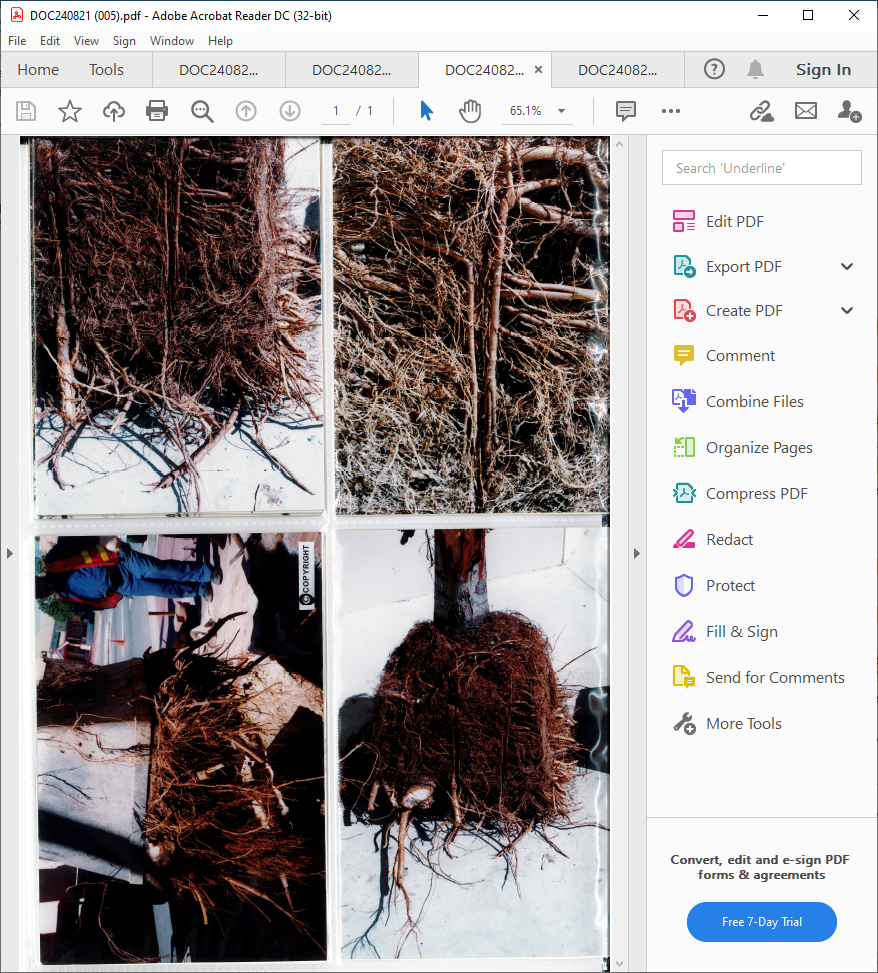 DOC240821 (005).pdf - Adobe Acrobat Reader DC (32-bit)
File Edit View Sign Window Help
Home Tools DOC24082... DOC24082... DOC24082... DOC24082... Sign In
1 / 1 65.1%
Search 'Underline'
Edit PDF
Export PDF
Create PDF
Comment
Combine Files
Organize Pages
Compress PDF
Redact
Protect
Fill & Sign
Send for Comments
More Tools
©COPYRIGHT
Convert, edit and e-sign PDF
forms & agreements
Free 7-Day Trial